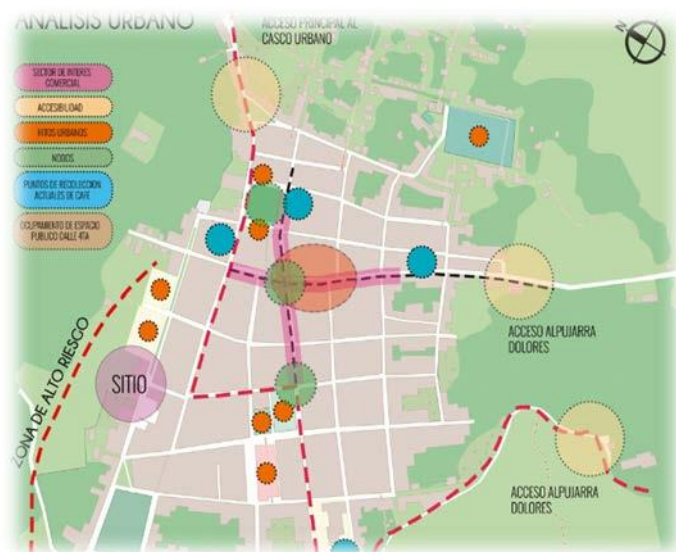 ANÁLISIS URBANO
ACCESO PRINCIPAL AL
CASCO URBANO
N
SECTOR DE INTERES
COMERCIAL
ACCESIBILIDAD
HITOS URBANOS
NODOS
PUNTOS DE RECOLECCION
ACTUALES DE CAFE
OCUPAMIENTO DE ESPACIO
PUBLICO CALLE 4TA
ACCESO ALPUJARRA
DOLORES
ZONA DE ALTO RIESGO
SITIO
ACCESO ALPUJARRA
DOLORES